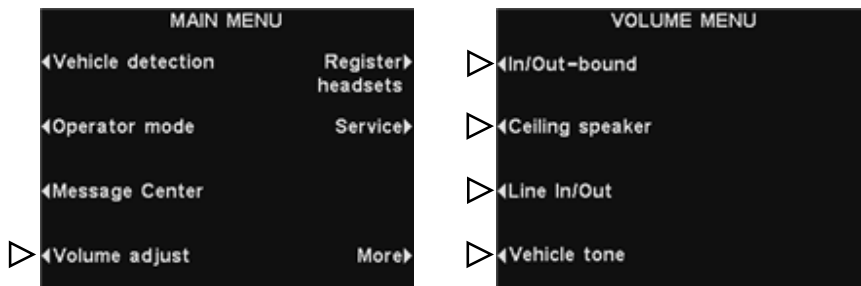 MAIN MENU
Vehicle detection
Register
headsets
Operator mode
Service
Message Center
Volume adjust
More
VOLUME MENU
In/Out-bound
Ceiling speaker
Line In/Out
Vehicle tone